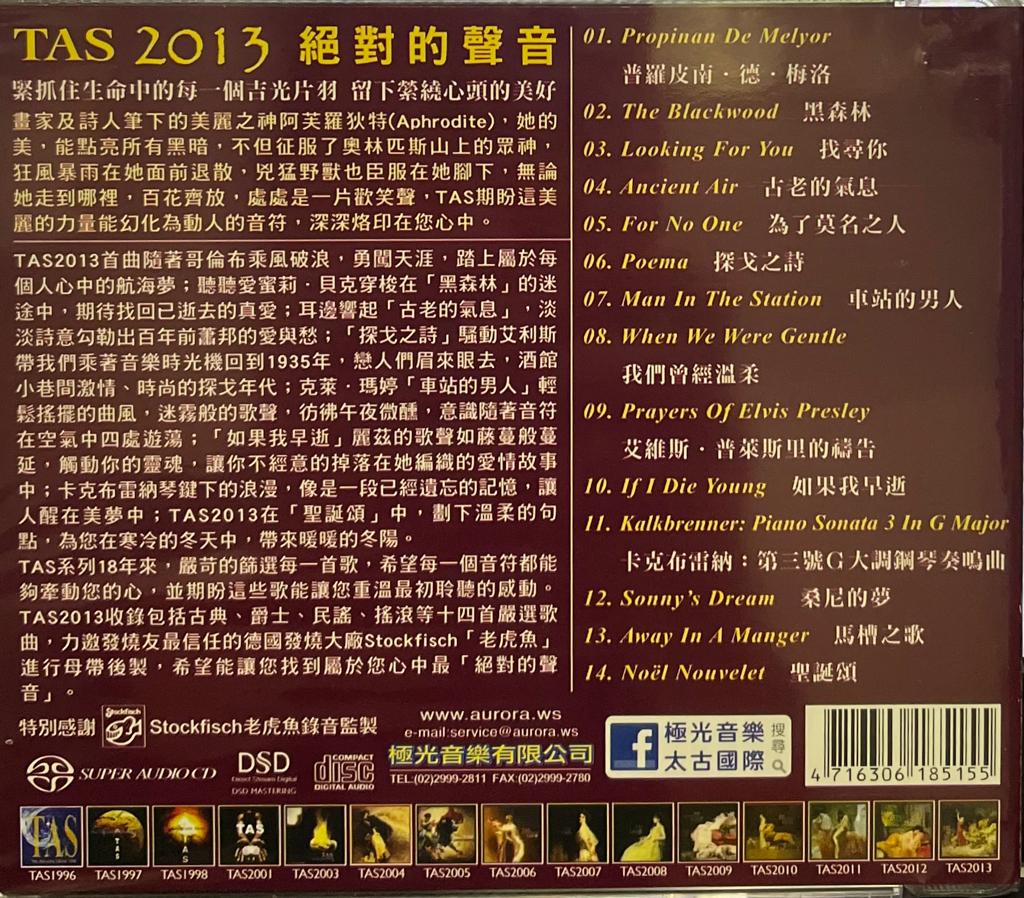 TAS 2013 絕對的聲音
緊抓住生命中的每一個吉光片羽 留下縈繞心頭的美好
畫家及詩人筆下的美麗之神阿芙羅狄特(Aphrodite)，她的
美，能點亮所有黑暗，不但征服了奧林匹斯山上的眾神，
狂風暴雨在她面前退散，兇猛野獸也臣服在她腳下，無論
她走到哪裡，百花齊放，處處是一片歡笑聲，TAS期盼這美
麗的力量能幻化為動人的音符，深深烙印在您心中。
TAS2013首曲隨著哥倫布乘風破浪，勇闖天涯，踏上屬於每
個人心中的航海夢；聽聽愛蜜莉．貝克穿梭在「黑森林」的迷
途中，期待找回已逝去的真愛；耳邊響起「古老的氣息」，淡
淡詩意勾勒出百年前蕭邦的愛與愁；「探戈之詩」騷動艾利斯
帶我們乘著音樂時光機回到1935年，戀人們眉來眼去，酒館
小巷間激情、時尚的探戈年代；克萊．瑪婷「車站的男人」輕
鬆搖擺的曲風，迷霧般的歌聲，彷彿午夜微醺，意識隨著音符
在空氣中四處遊蕩；「如果我早逝」麗茲的歌聲如藤蔓般蔓
延，觸動你的靈魂，讓你不經意的掉落在她編織的愛情故事
中；卡克布雷納琴鍵下的浪漫，像是一段已經遺忘的記憶，讓
人醒在美夢中；TAS2013在「聖誕頌」中，劃下溫柔的句
點，為您在寒冷的冬天中，帶來暖暖的冬陽。
TAS系列18年來，嚴苛的篩選每一首歌，希望每一個音符都能
夠牽動您的心，並期盼這些歌能讓您重溫最初聆聽的感動。
TAS2013收錄包括古典、爵士、民謠、搖滾等十四首嚴選歌
曲，力邀發燒友最信任的德國發燒大廠Stockfisch「老虎魚」
進行母帶後製，希望能讓您找到屬於您心中最「絕對的聲
音」。
01. Propinan De Melyor
普羅皮南．德．梅洛
02. The Blackwood 黑森林
03. Looking For You 找尋你
04. Ancient Air 古老的氣息
05. For No One 為了莫名之人
06. Poema 探戈之詩
07. Man In The Station 車站的男人
08. When We Were Gentle
我們曾經溫柔
09. Prayers Of Elvis Presley
艾維斯．普萊斯里的禱告
10. If I Die Young 如果我早逝
11. Kalkbrenner: Piano Sonata 3 In G Major
卡克布雷納：第三號G大調鋼琴奏鳴曲
12. Sonny's Dream 桑尼的夢
13. Away In A Manger 馬槽之歌
14. Noël Nouvelet 聖誕頌
特別感謝 Stockfisch Stockfisch老虎魚錄音監製
SUPER AUDIO CD
DSD
Direct Stream Digital
DSD MASTERING
COMPACT
disc
DIGITAL AUDIO
www.aurora.ws
e-mail:service@aurora.ws
極光音樂有限公司
TEL:(02)2999-2811 FAX:(02)2999-2780
f 極光音樂 太古國際 搜尋
4 716306 185155
TAS
TAS1996 TAS1997 TAS1998 TAS2001 TAS2003 TAS2004 TAS2005 TAS2006 TAS2007 TAS2008 TAS2009 TAS2010 TAS2011 TAS2012 TAS2013